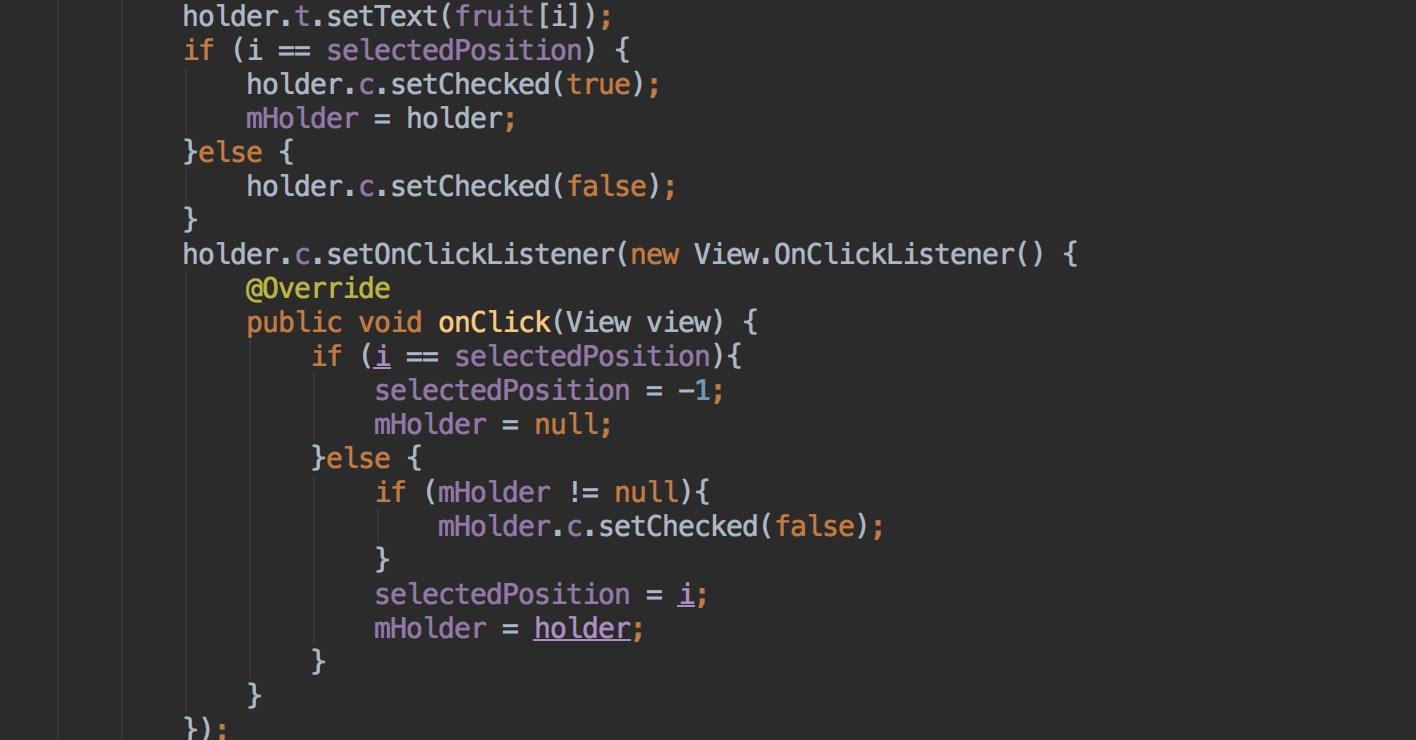 holder.t.setText(fruit[i]);
if (i == selectedPosition) {
holder.c.setChecked(true);
mHolder = holder;
}else {
holder.c.setChecked(false);
}
holder.c.setOnClickListener(new View.OnClickListener() {
@Override
public void onClick(View view) {
if (i == selectedPosition){
selectedPosition = -1;
mHolder = null;
}else {
if (mHolder != null){
mHolder.c.setChecked(false);
}
selectedPosition = i;
mHolder = holder;
}
}
});